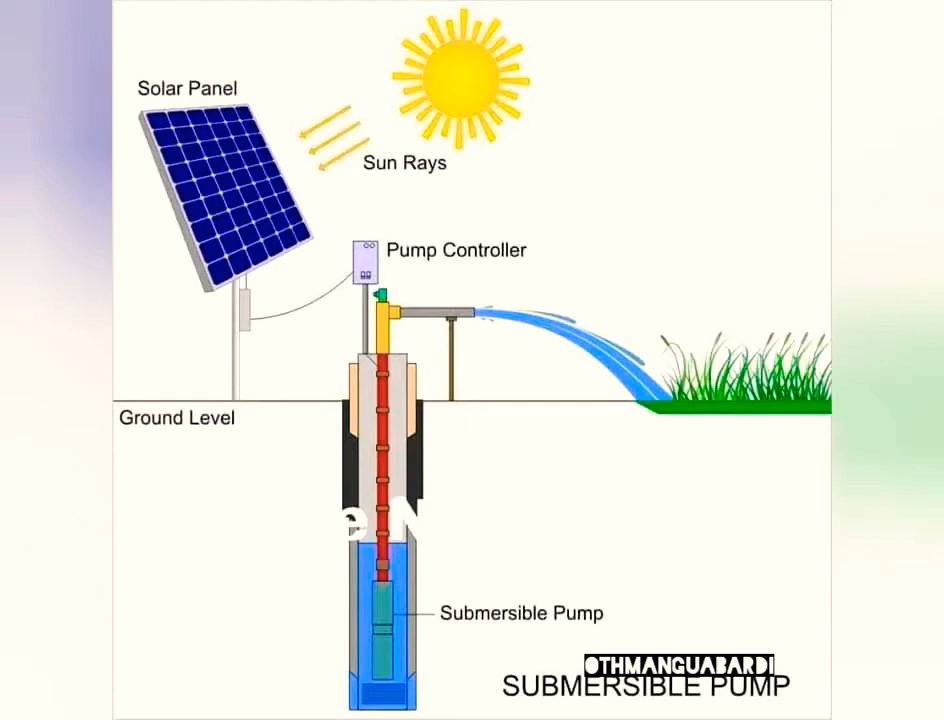 Solar Panel
Sun Rays
Pump Controller
Ground Level
e N
Submersible Pump
OTHMANGUABARDI
SUBMERSIBLE PUMP